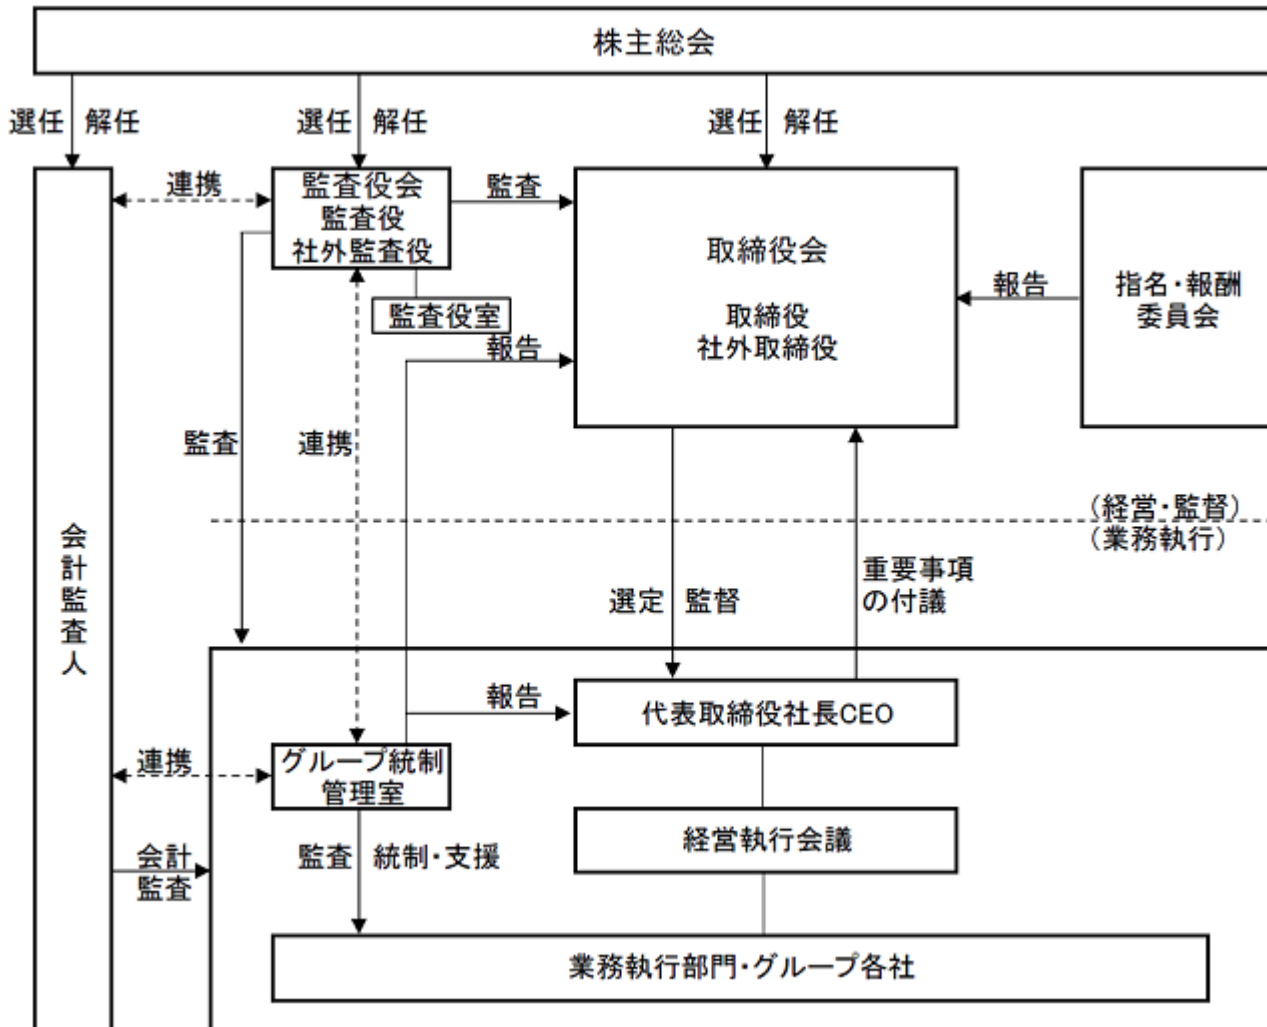 株主総会
選任 解任
選任 解任
選任 解任
連携
監査役会
監査役
社外監査役
監査
取締役会
取締役
社外取締役
報告
指名・報酬
委員会
監査役室
報告
監査
連携
(経営・監督)
(業務執行)
会計監査人
選定 監督
重要事項
の付議
報告
代表取締役社長CEO
連携
グループ統制
管理室
経営執行会議
会計
監査
監査 統制・支援
業務執行部門・グループ各社